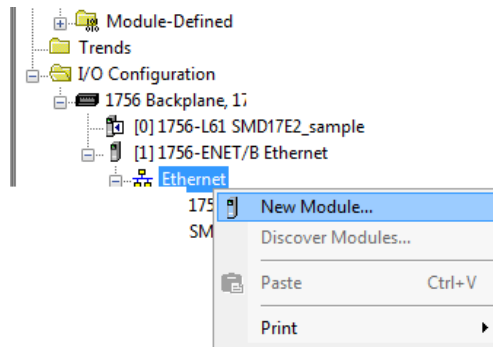 Module-Defined
Trends
I/O Configuration
1756 Backplane, 17
[0] 1756-L61 SMD17E2_sample
[1] 1756-ENET/B Ethernet
Ethernet
175
SM
New Module...
Discover Modules...
Paste Ctrl+V
Print